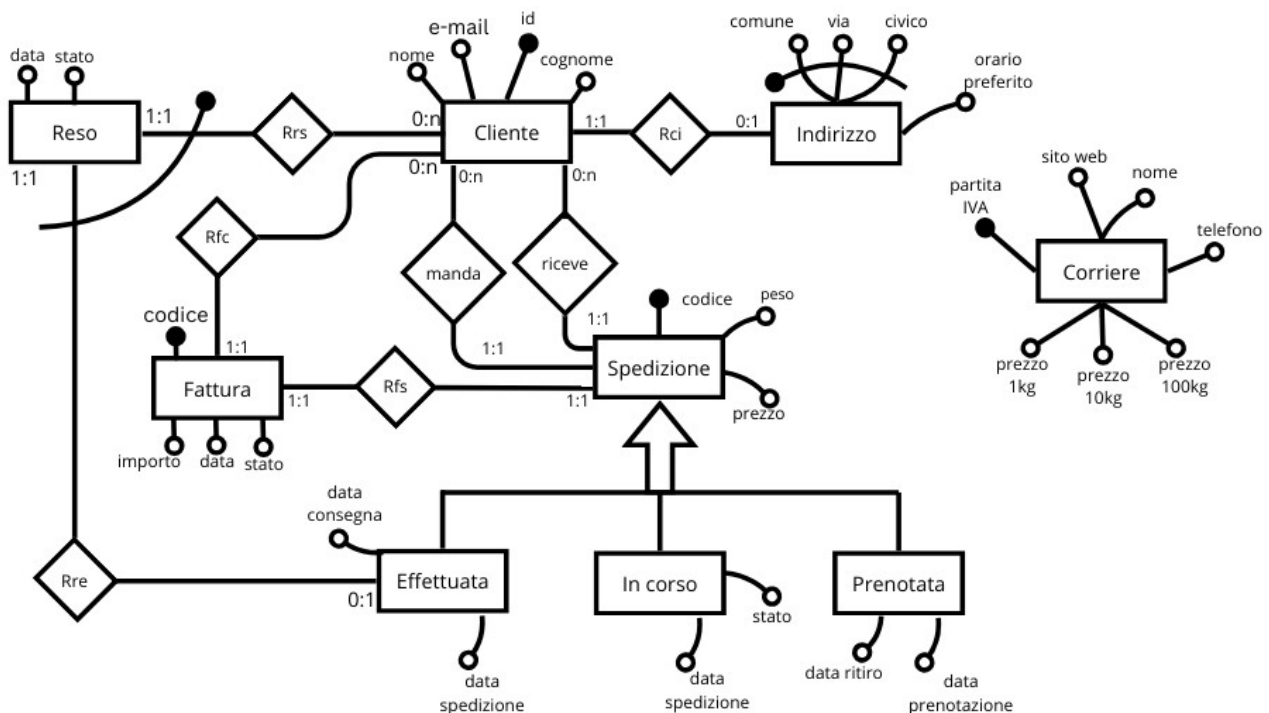 id
comune
via
civico
e-mail
data
stato
nome
cognome
orario
preferito
1:1
0:n
Reso
Rrs
Cliente
1:1
Rci
0:1
Indirizzo
1:1
0:n
0:n
0:n
sito web
nome
partita
IVA
telefono
Rfc
manda
riceve
Corriere
codice
1:1
codice
peso
1:1
1:1
Fattura
Rfs
Spedizione
1:1
1:1
prezzo
prezzo
1kg
prezzo
10kg
prezzo
100kg
importo
data
stato
data
consegna
Rre
Effettuata
In corso
Prenotata
0:1
stato
data
spedizione
data
spedizione
data ritiro
data
prenotazione